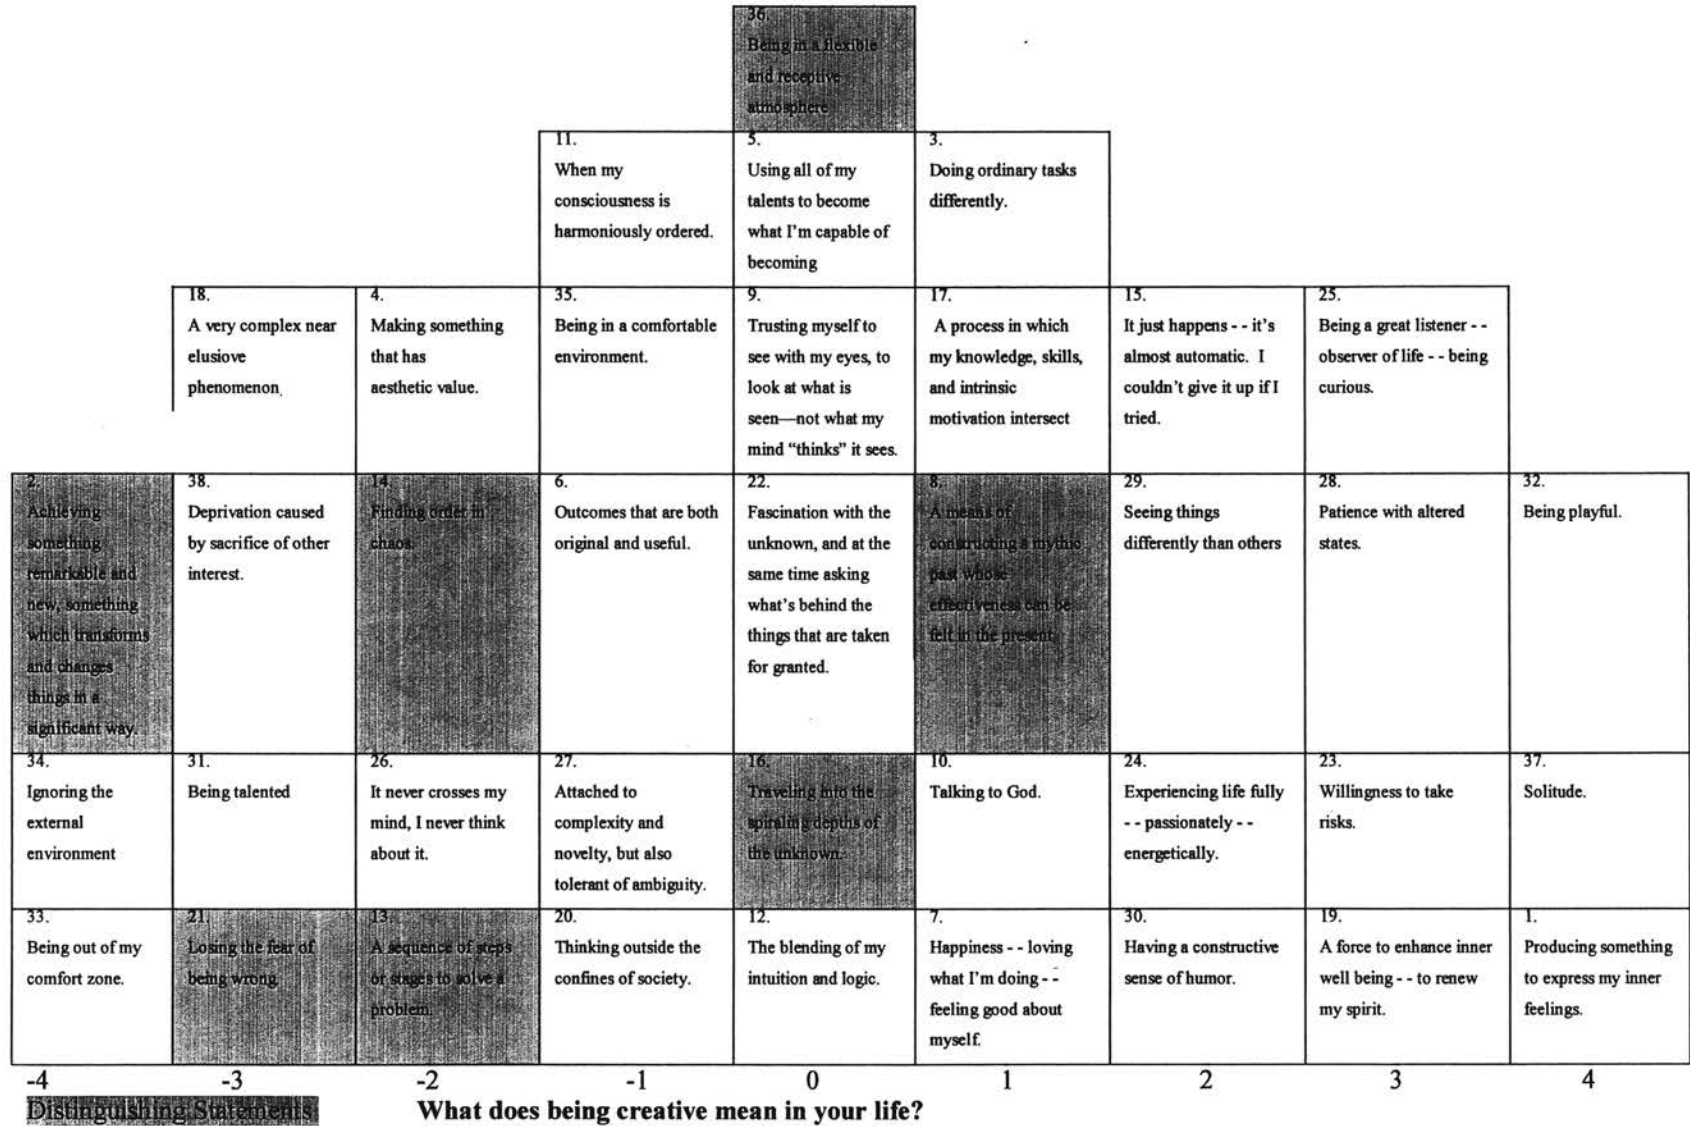 36.
Being in a flexible
and receptive
atmosphere
11.
When my
consciousness is
harmoniously ordered.
5.
Using all of my
talents to become
what I'm capable of
becoming
3.
Doing ordinary tasks
differently.
18.
A very complex near
elusiove
phenomenon.
4.
Making something
that has
aesthetic value.
35.
Being in a comfortable
environment.
9.
Trusting myself to
see with my eyes, to
look at what is
seen—not what my
mind “thinks” it sees.
17.
A process in which
my knowledge, skills,
and intrinsic
motivation intersect
15.
It just happens - - it's
almost automatic. I
couldn't give it up if I
tried.
25.
Being a great listener - -
observer of life - - being
curious.
2.
Achieving
something
remarkable and
new, something
which transforms
and changes
things in a
significant way.
38.
Deprivation caused
by sacrifice of other
interest.
14.
Finding order in
chaos.
6.
Outcomes that are both
original and useful.
22.
Fascination with the
unknown, and at the
same time asking
what's behind the
things that are taken
for granted.
8.
A means of
constructing a mythic
past whose
effectiveness can be
felt in the present.
29.
Seeing things
differently than others
28.
Patience with altered
states.
32.
Being playful.
34.
Ignoring the
external
environment
31.
Being talented
26.
It never crosses my
mind, I never think
about it.
27.
Attached to
complexity and
novelty, but also
tolerant of ambiguity.
16.
Traveling into the
spiraling depths of
the unknown.
10.
Talking to God.
24.
Experiencing life fully
- - passionately - -
energetically.
23.
Willingness to take
risks.
37.
Solitude.
33.
Being out of my
comfort zone.
21.
Losing the fear of
being wrong.
13.
A sequence of steps
or stages to solve a
problem.
20.
Thinking outside the
confines of society.
12.
The blending of my
intuition and logic.
7.
Happiness - - loving
what I'm doing - -
feeling good about
myself.
30.
Having a constructive
sense of humor.
19.
A force to enhance inner
well being - - to renew
my spirit.
1.
Producing something
to express my inner
feelings.
-4 -3 -2 -1 0 1 2 3 4
Distinguishing Statements What does being creative mean in your life?